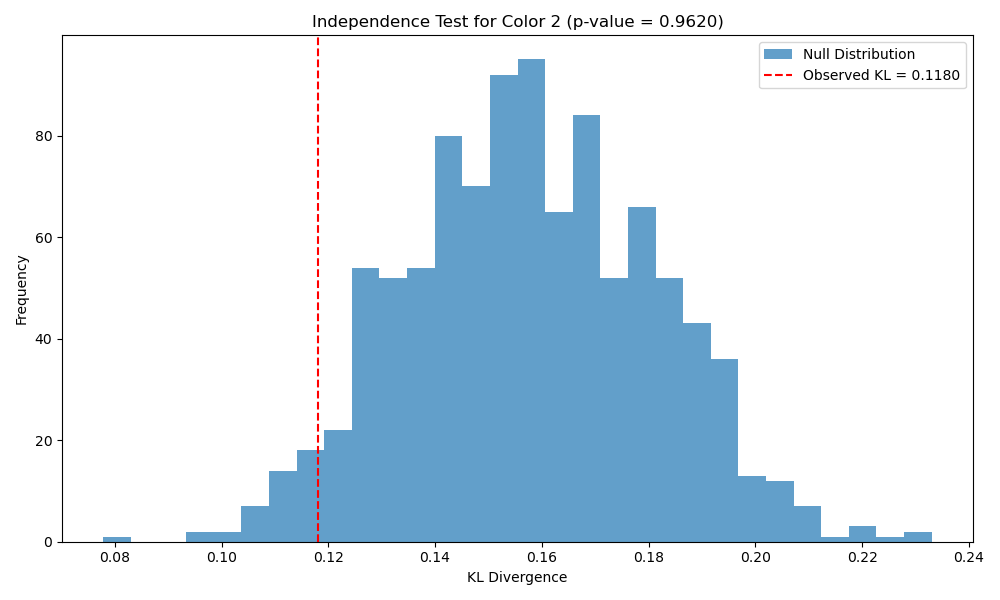 Independence Test for Color 2 (p-value = 0.9620)
Null Distribution
Observed KL = 0.1180
Frequency
80
60
40
20
0
0.08 0.10 0.12 0.14 0.16 0.18 0.20 0.22 0.24
KL Divergence